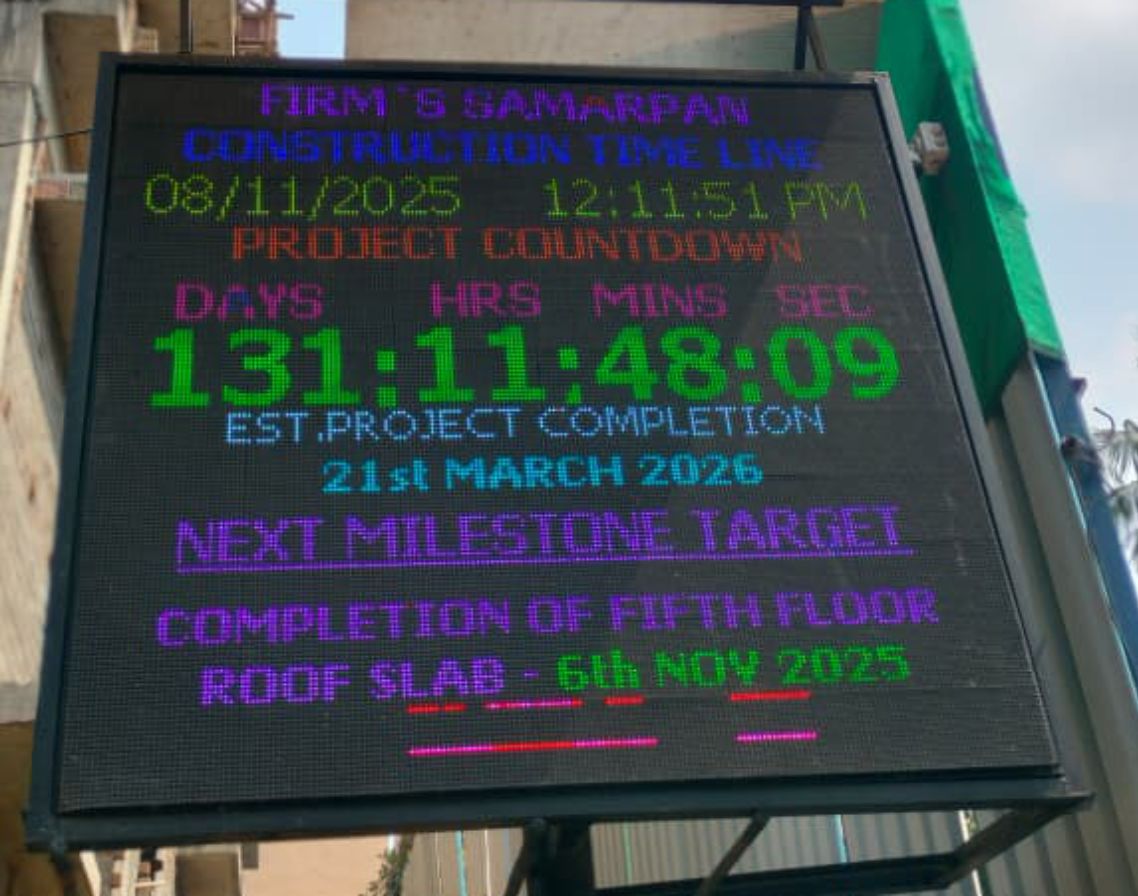 FIRM'S SAMARPAN
CONSTRUCTION TIME LINE
08/11/2025 12:11:51 PM
PROJECT COUNTDOWN
DAYS HRS MINS SEC
131:11:48:09
EST.PROJECT COMPLETION
21st MARCH 2026
NEXT MILESTONE TARGET
COMPLETION OF FIFTH FLOOR
ROOF SLAB - 6th NOV 2025